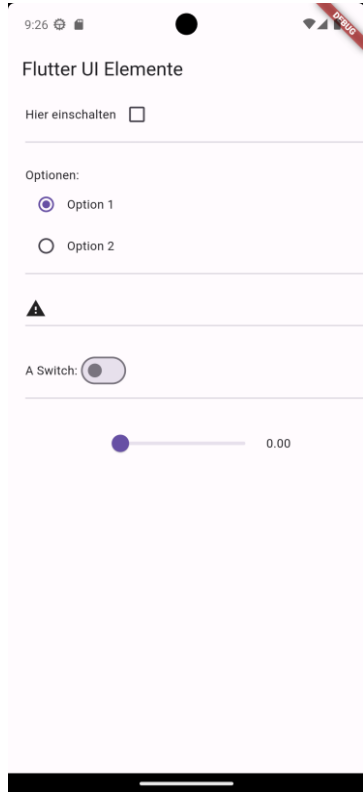 9:26
DEBUG
Flutter UI Elemente
Hier einschalten
Optionen:
Option 1
Option 2
A Switch:
0.00